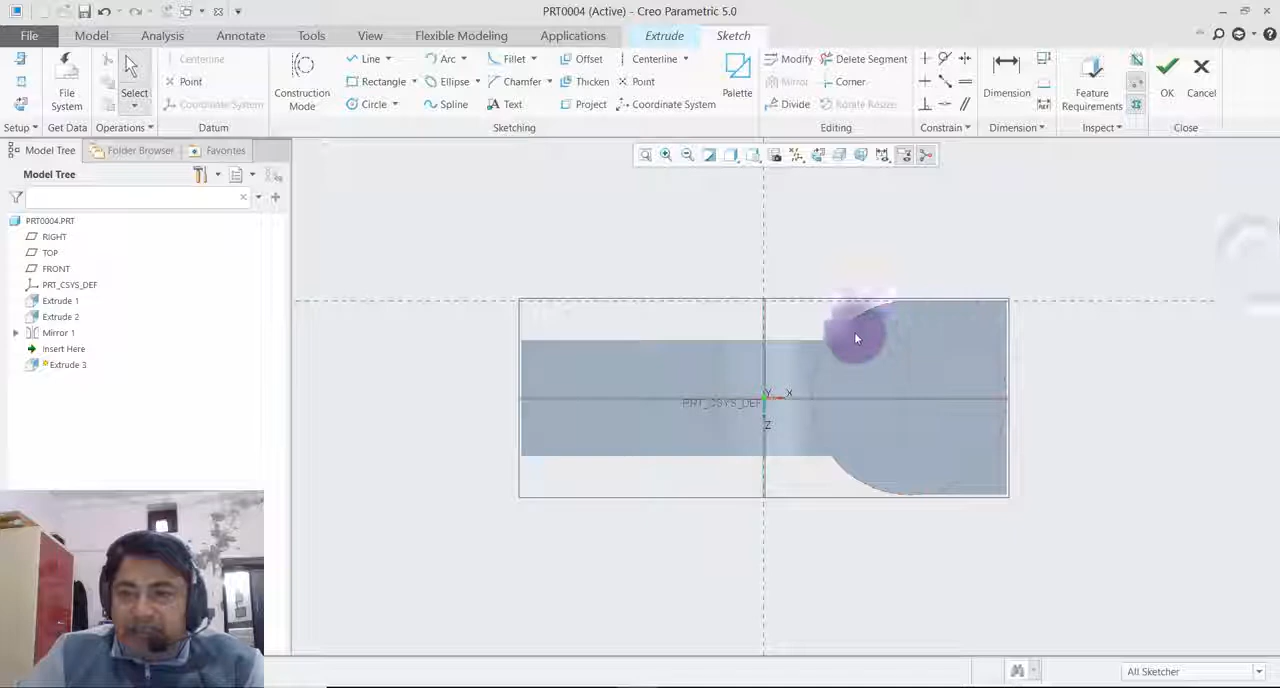 PRT0004 (Active) - Creo Parametric 5.0
File Model Analysis Annotate Tools View Flexible Modeling Applications Extrude Sketch
Centerline Line Arc Fillet Offset Centerline Modify Delete Segment
Point Rectangle Ellipse Chamfer Thicken Point Mirror Corner
Coordinate System Circle Spline Text Project Coordinate System Divide Rotate Resize
File System
Select
Construction Mode
Palette
Dimension
Feature Requirements
OK
Cancel
Setup Get Data Operations Datum Sketching Editing Constrain Dimension Inspect Close
Model Tree Folder Browser Favorites
Model Tree
PRT0004.PRT
RIGHT
TOP
FRONT
PRT_CSYS_DEF
Extrude 1
Extrude 2
Mirror 1
Insert Here
Extrude 3
Y X
PRT_CSYS_DEF
Z
All Sketcher